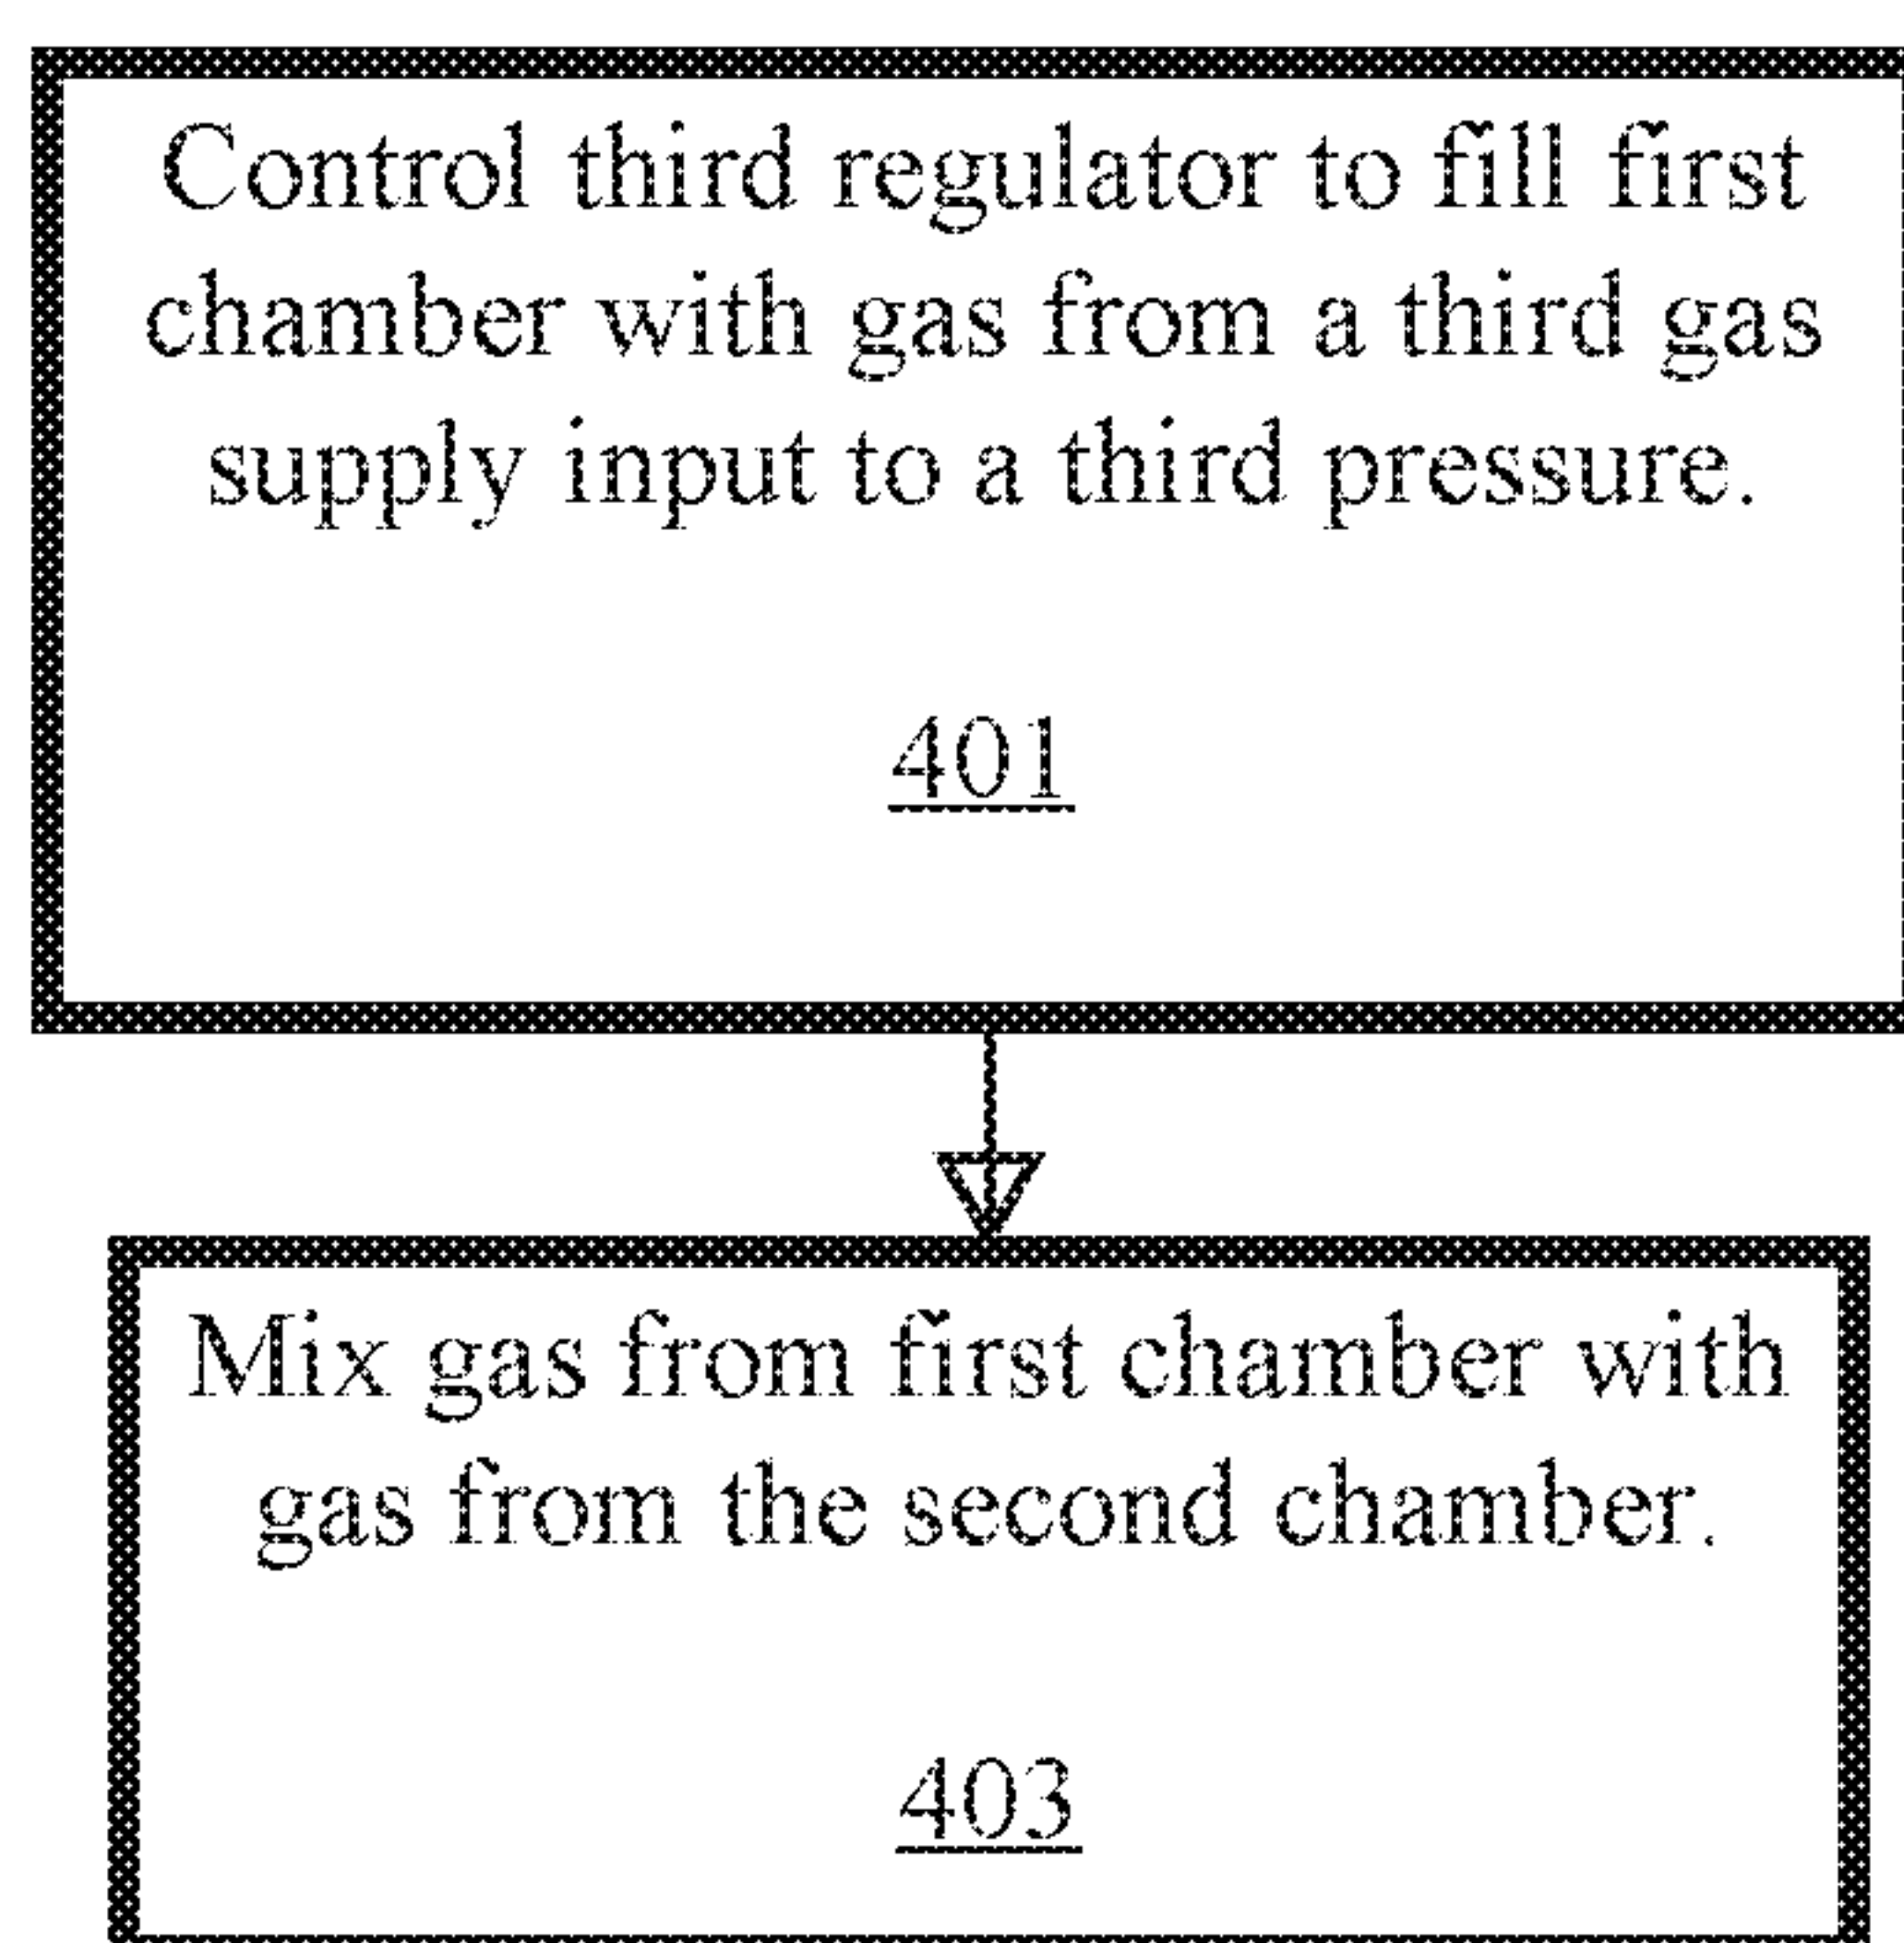 Control third regulator to fill first
chamber with gas from a third gas
supply input to a third pressure.
401
Mix gas from first chamber with
gas from the second chamber.
403